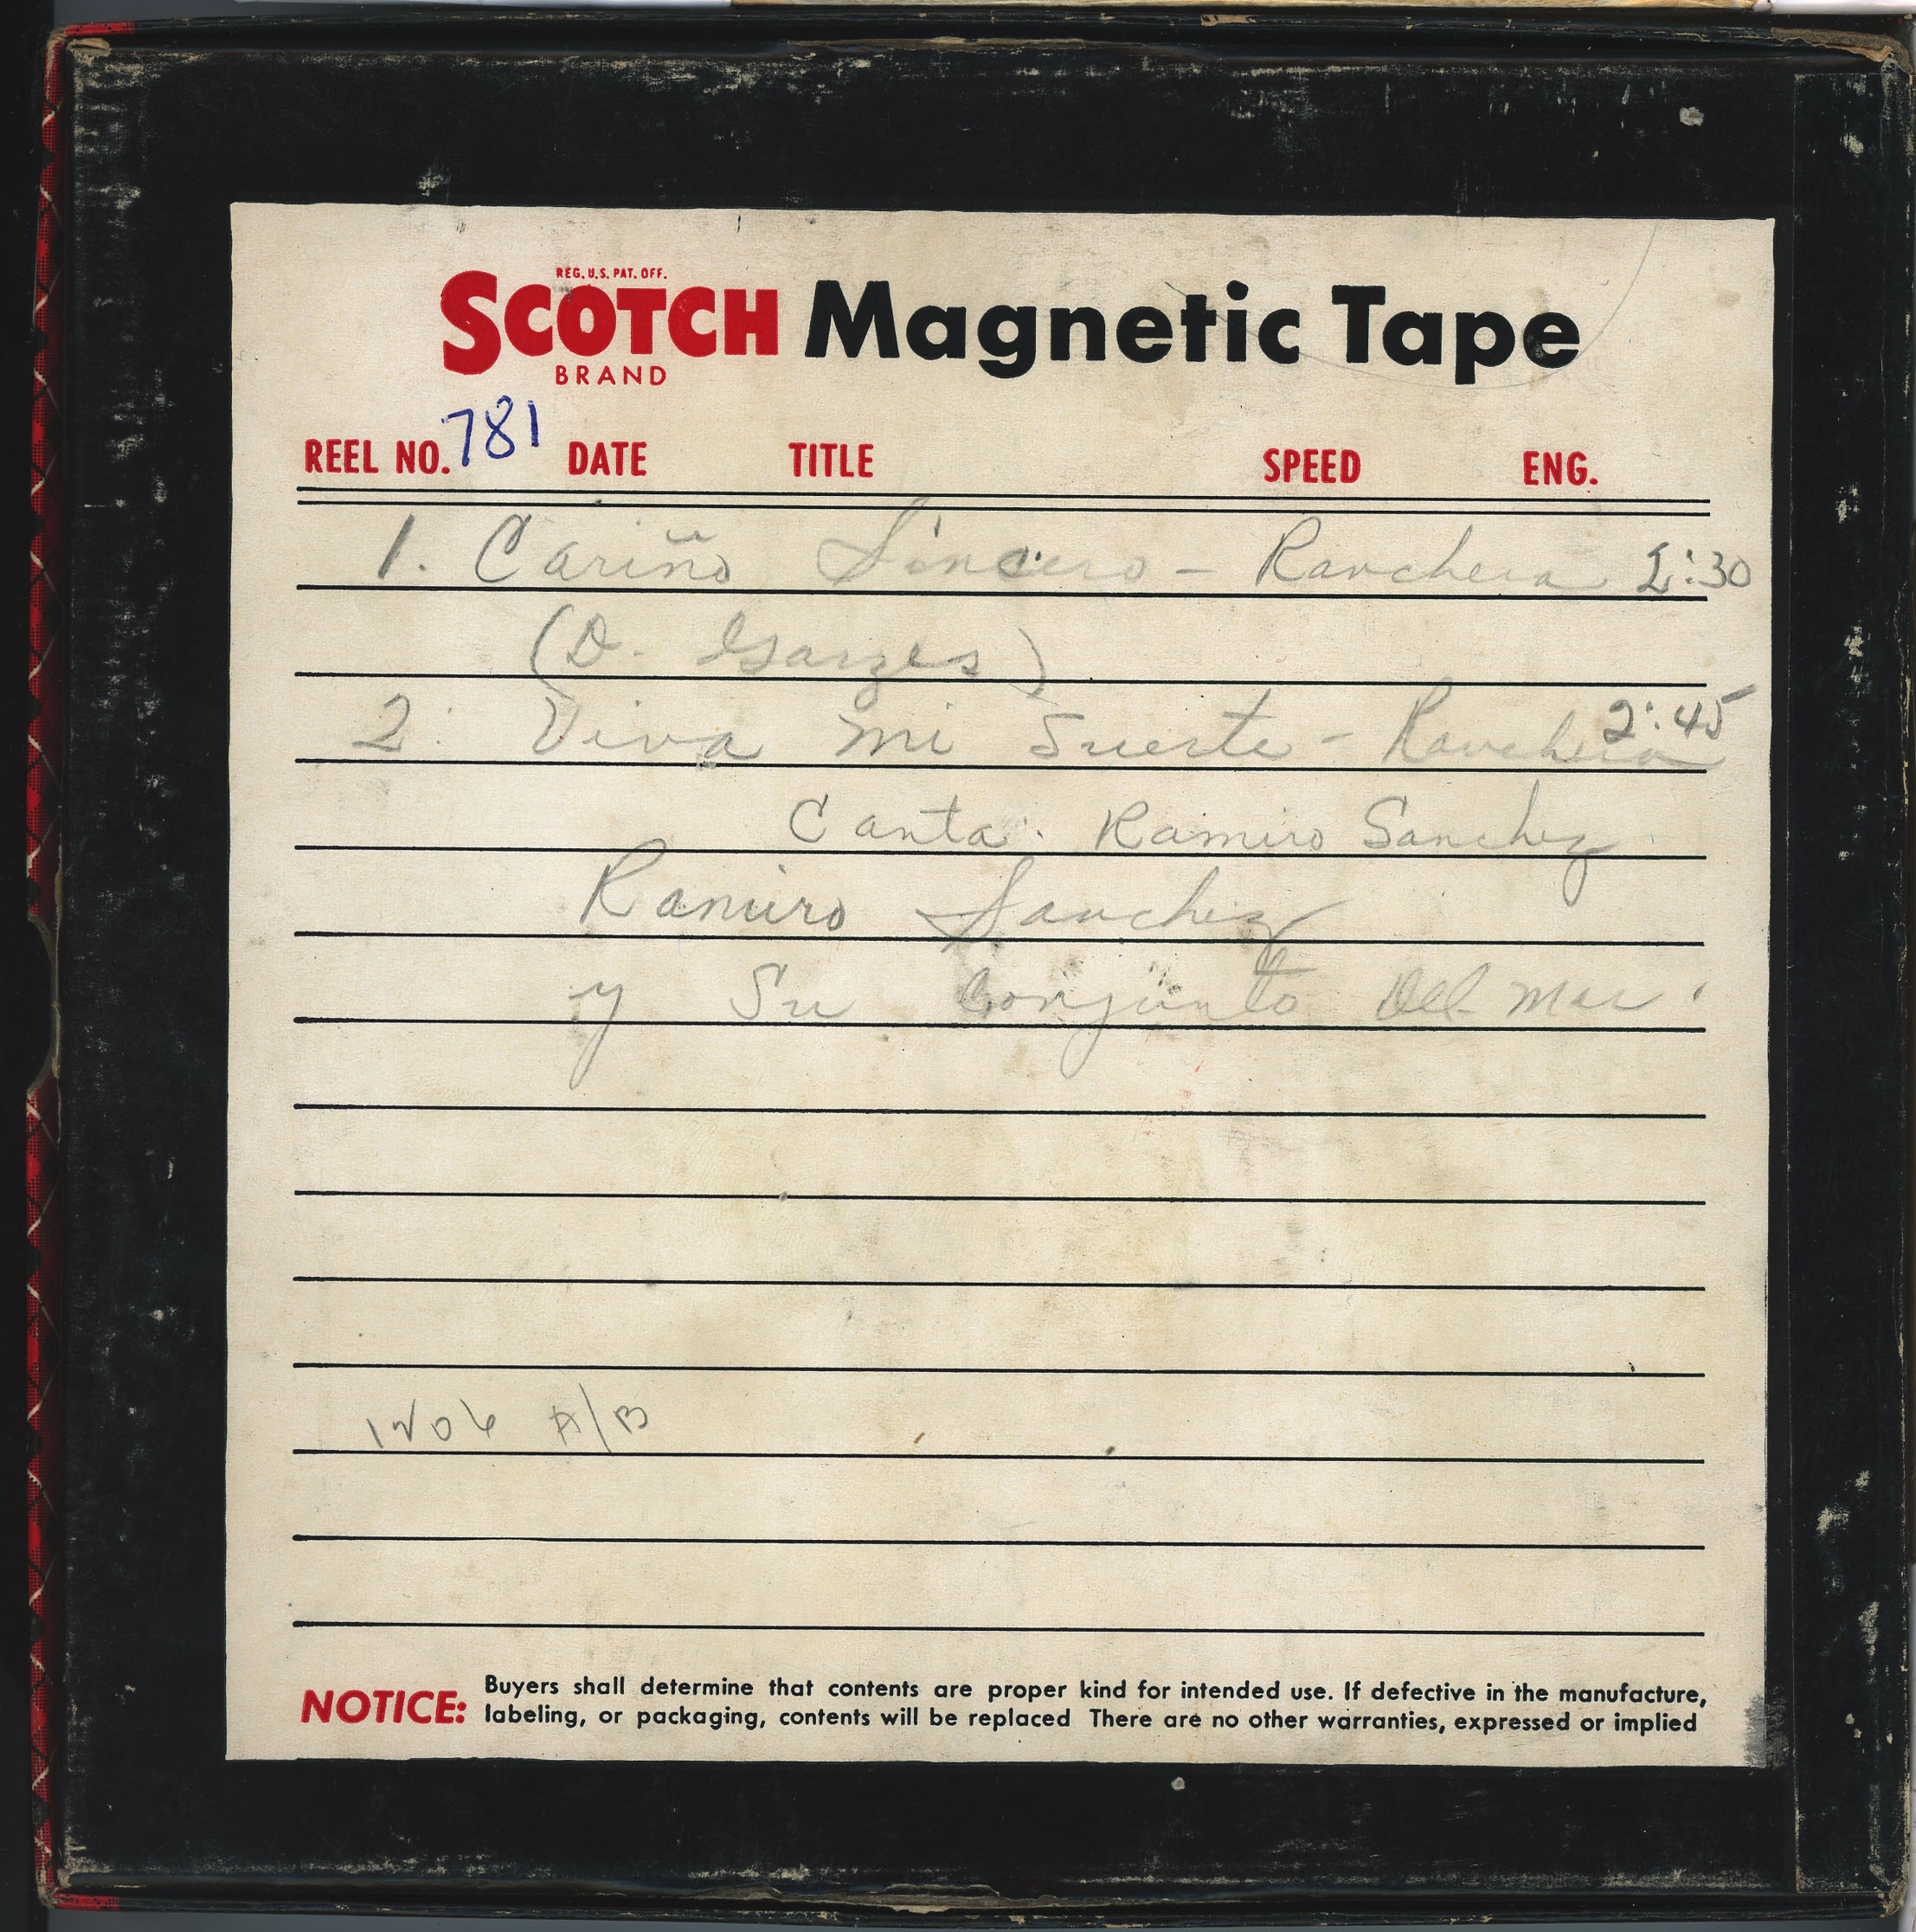 REG. U.S. PAT. OFF.
SCOTCH Magnetic Tape
BRAND
REEL NO. 781 DATE TITLE SPEED ENG.
1. Cariño Sincero - Ranchera 2:30
(D. Garzes)
2. Viva mi Suerte - Ranchera 2:45
Canta. Ramiro Sanchez
Ramiro Sanchez
y Su Conjunto Del Mar
1206 A/B
NOTICE: Buyers shall determine that contents are proper kind for intended use. If defective in the manufacture,
labeling, or packaging, contents will be replaced There are no other warranties, expressed or implied